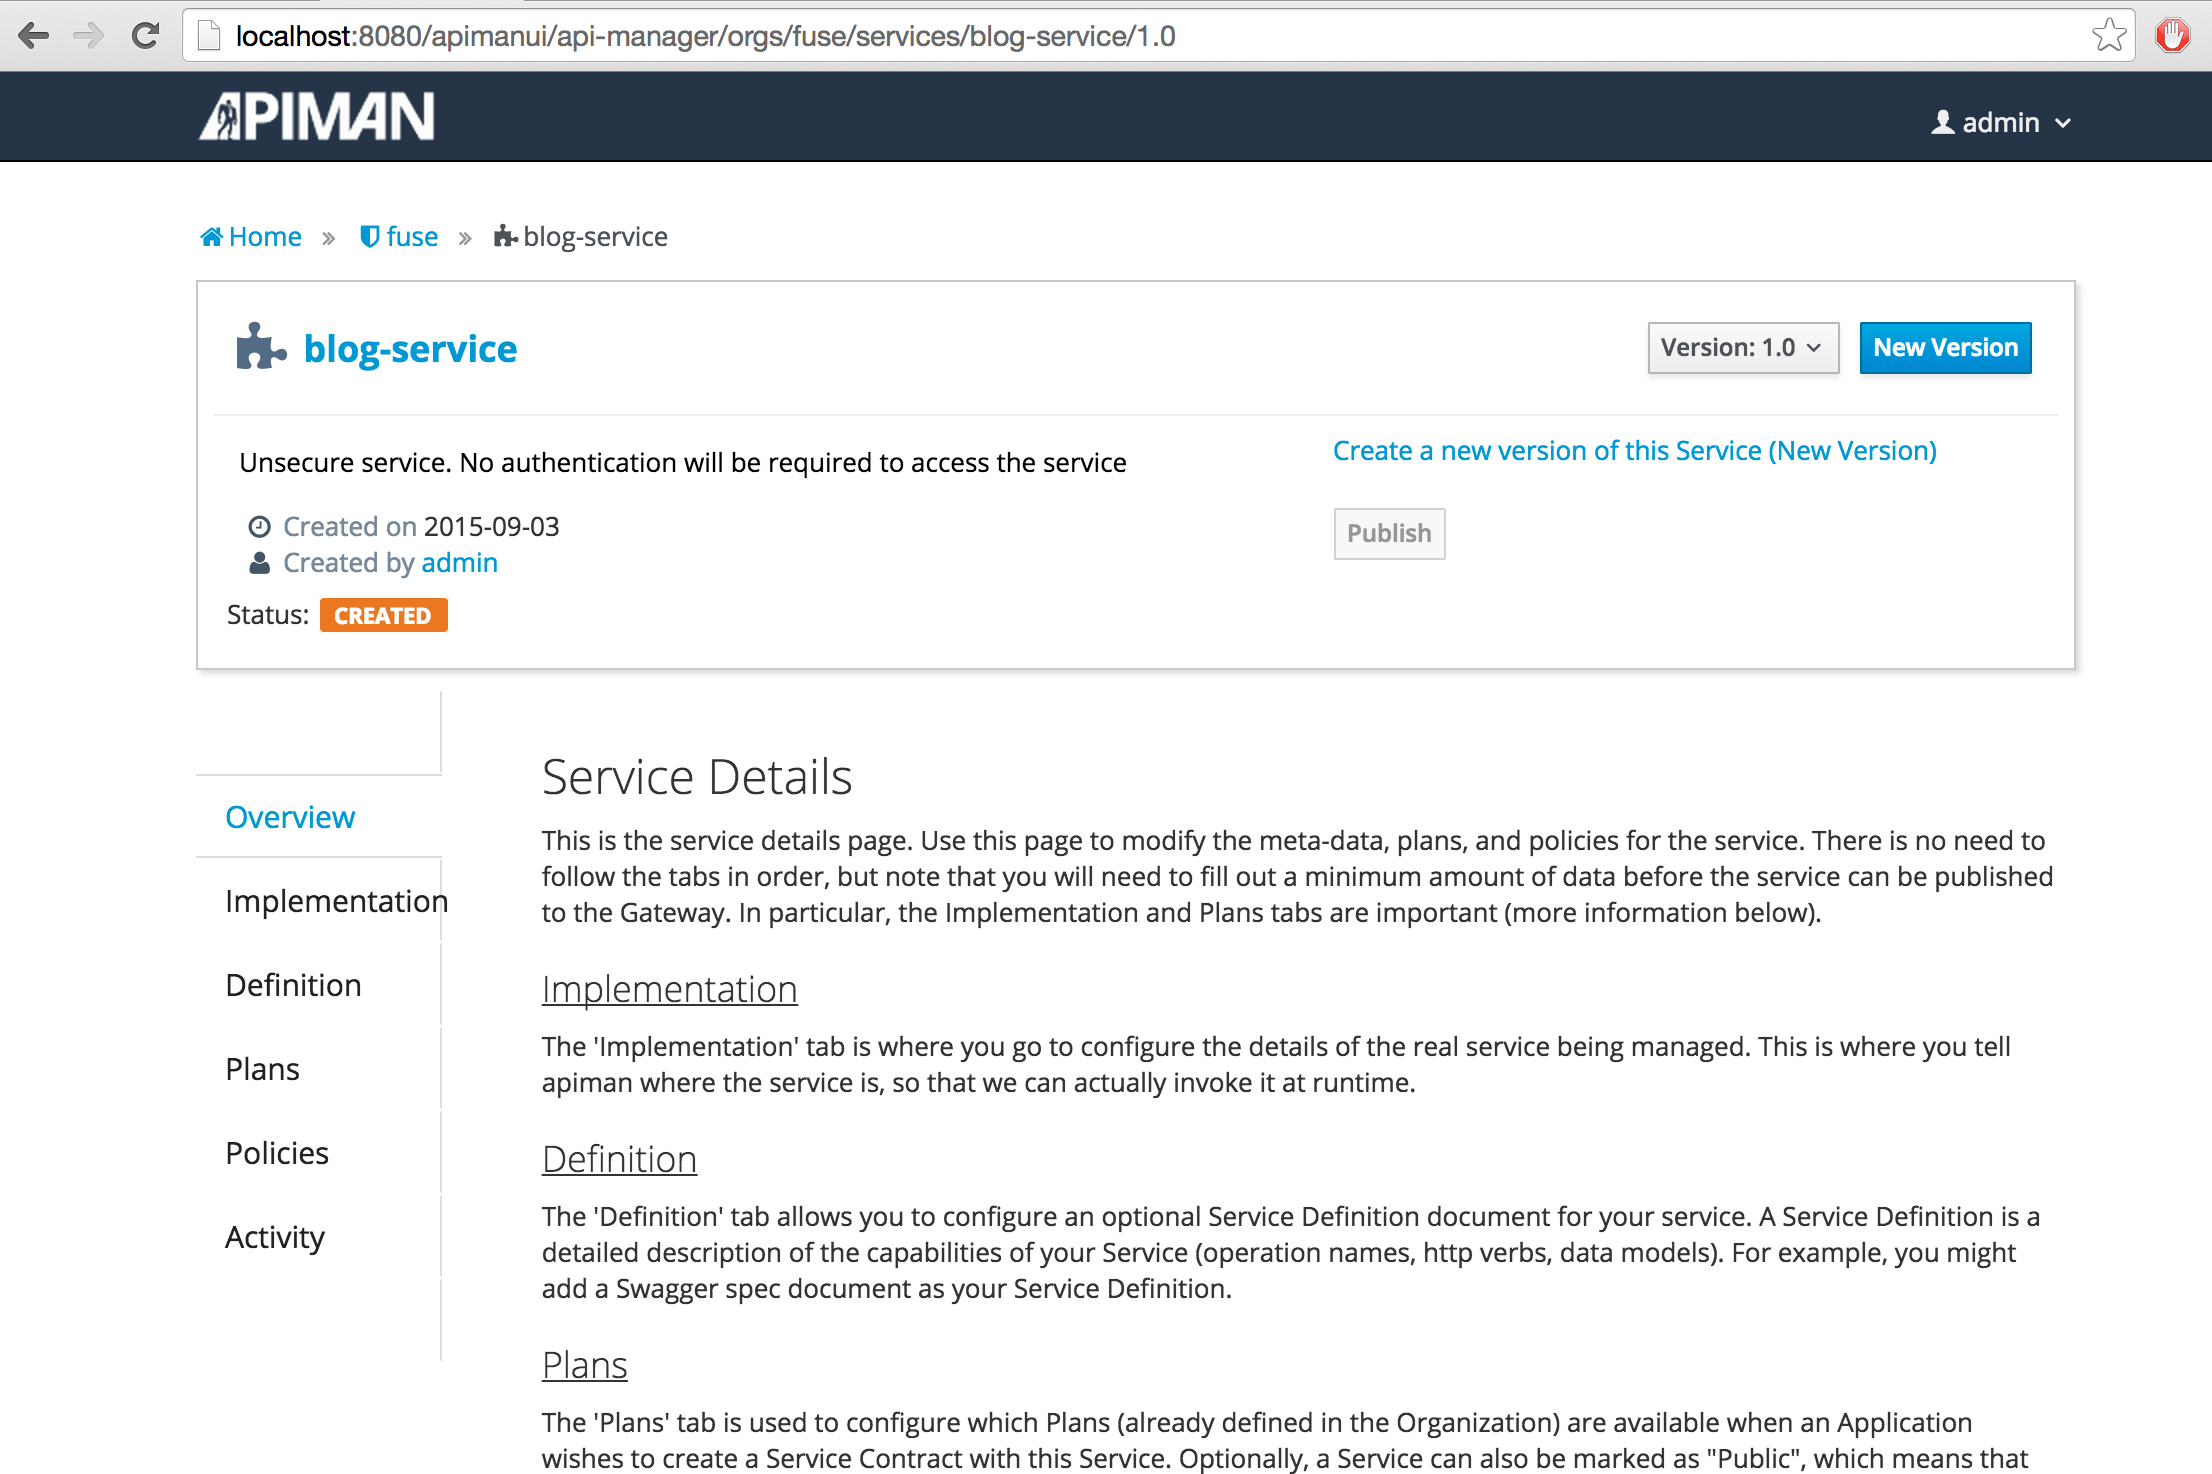 localhost:8080/apimanui/api-manager/orgs/fuse/services/blog-service/1.0
APIMAN
admin
Home » fuse » blog-service
blog-service
Version: 1.0
New Version
Unsecure service. No authentication will be required to access the service
Create a new version of this Service (New Version)
Created on 2015-09-03
Publish
Created by admin
Status: CREATED
Overview
Implementation
Definition
Plans
Policies
Activity
Service Details
This is the service details page. Use this page to modify the meta-data, plans, and policies for the service. There is no need to
follow the tabs in order, but note that you will need to fill out a minimum amount of data before the service can be published
to the Gateway. In particular, the Implementation and Plans tabs are important (more information below).
Implementation
The 'Implementation' tab is where you go to configure the details of the real service being managed. This is where you tell
apiman where the service is, so that we can actually invoke it at runtime.
Definition
The 'Definition' tab allows you to configure an optional Service Definition document for your service. A Service Definition is a
detailed description of the capabilities of your Service (operation names, http verbs, data models). For example, you might
add a Swagger spec document as your Service Definition.
Plans
The 'Plans' tab is used to configure which Plans (already defined in the Organization) are available when an Application
wishes to create a Service Contract with this Service. Optionally, a Service can also be marked as "Public", which means that